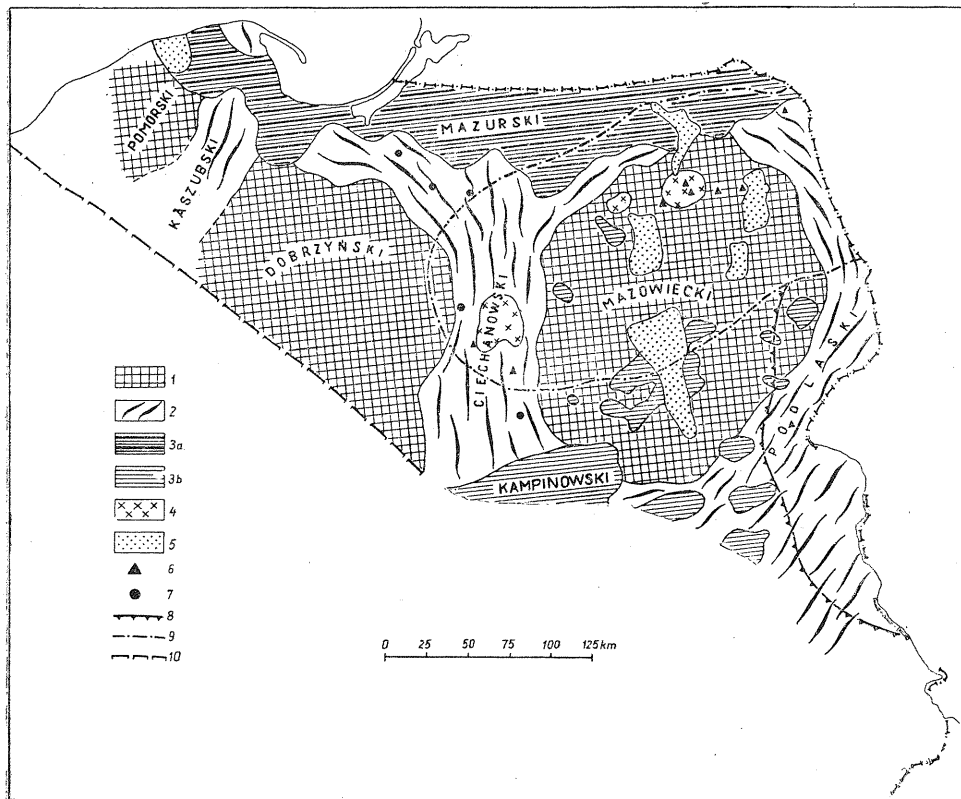 POMORSKI
KASZUBSKI
MAZURSKI
DOBRZYŃSKI
CIECHANOWSKI
MAZOWIECKI
PODLASKI
KAMPINOWSKI
1
2
3a
3b
4
5
6
7
8
9
10
0 25 50 75 100 125 km